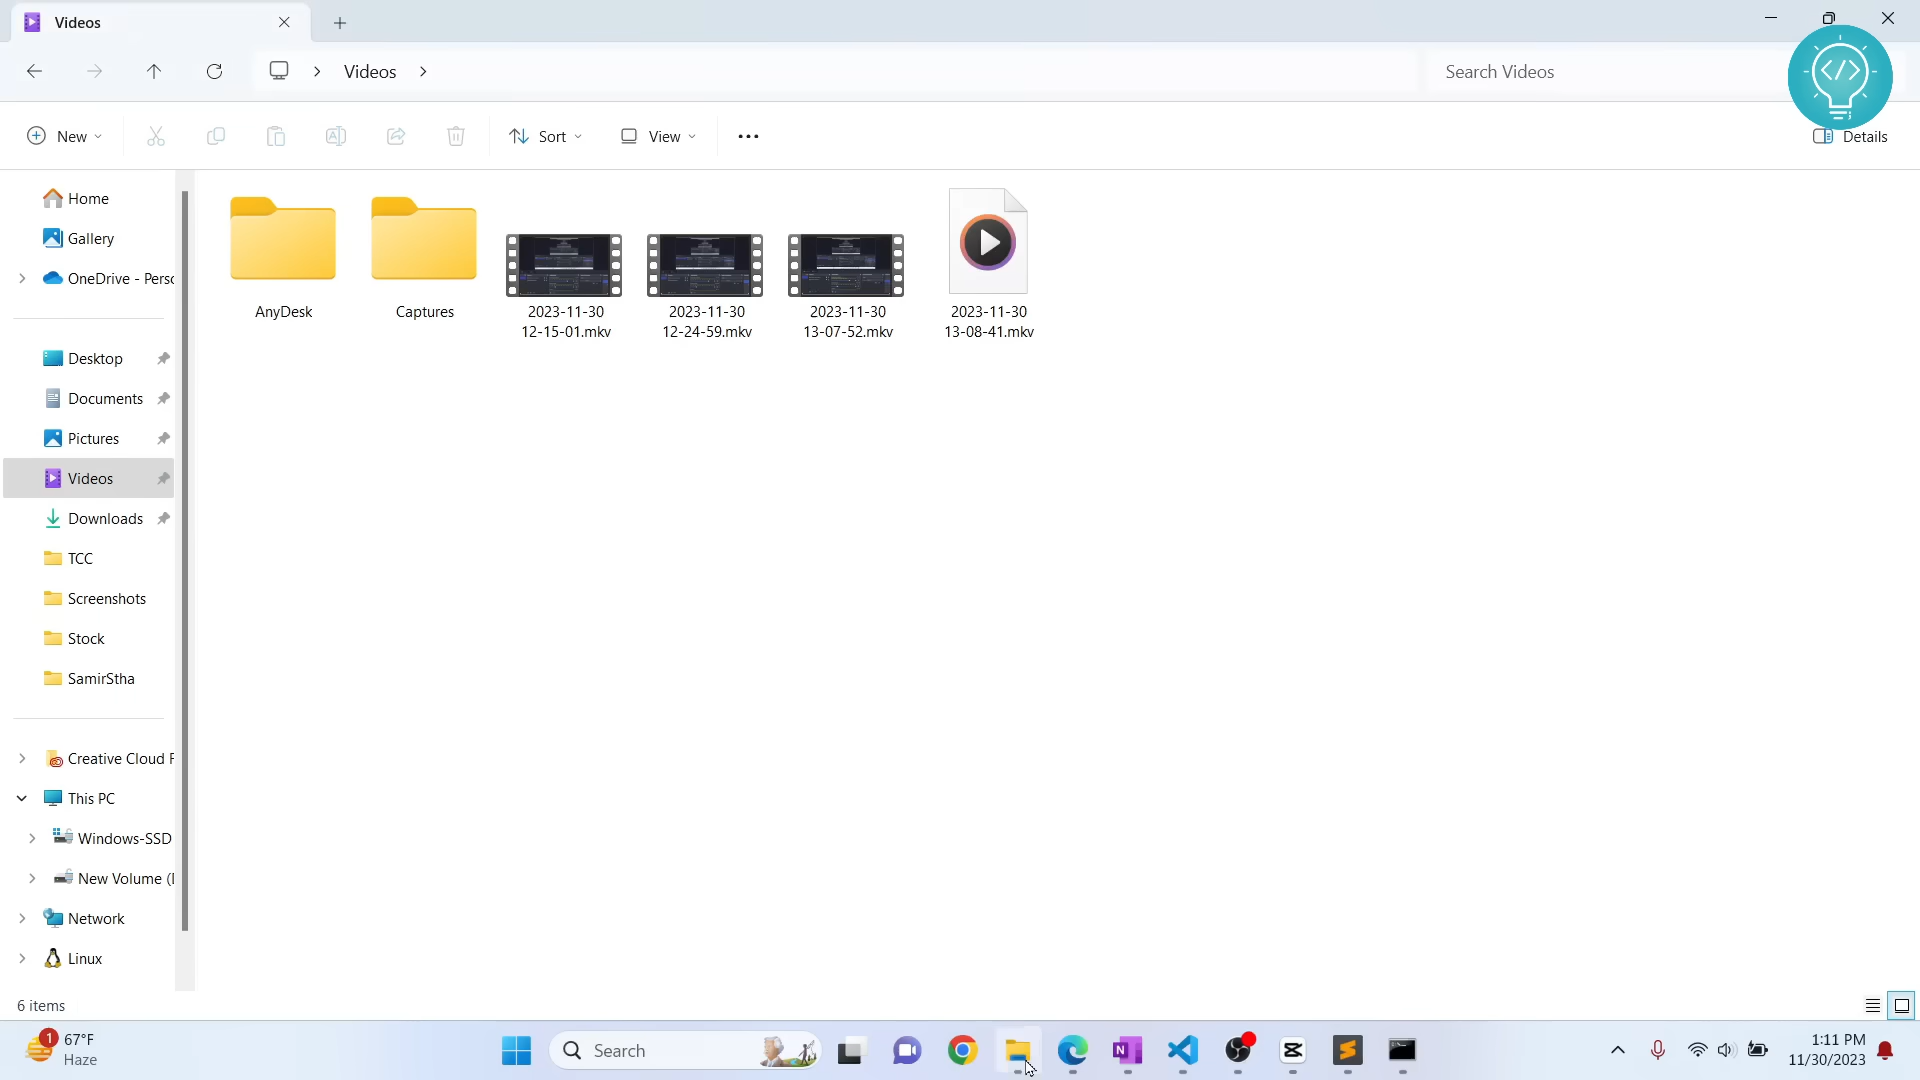 Videos
Videos
Search Videos
New
Sort
View
Details
Home
Gallery
OneDrive - Persc
Desktop
Documents
Pictures
Videos
Downloads
TCC
Screenshots
Stock
SamirStha
Creative Cloud F
This PC
Windows-SSD
New Volume (
Network
Linux
AnyDesk
Captures
2023-11-30
12-15-01.mkv
2023-11-30
12-24-59.mkv
2023-11-30
13-07-52.mkv
2023-11-30
13-08-41.mkv
6 items
1
67°F
Haze
Search
1:11 PM
11/30/2023